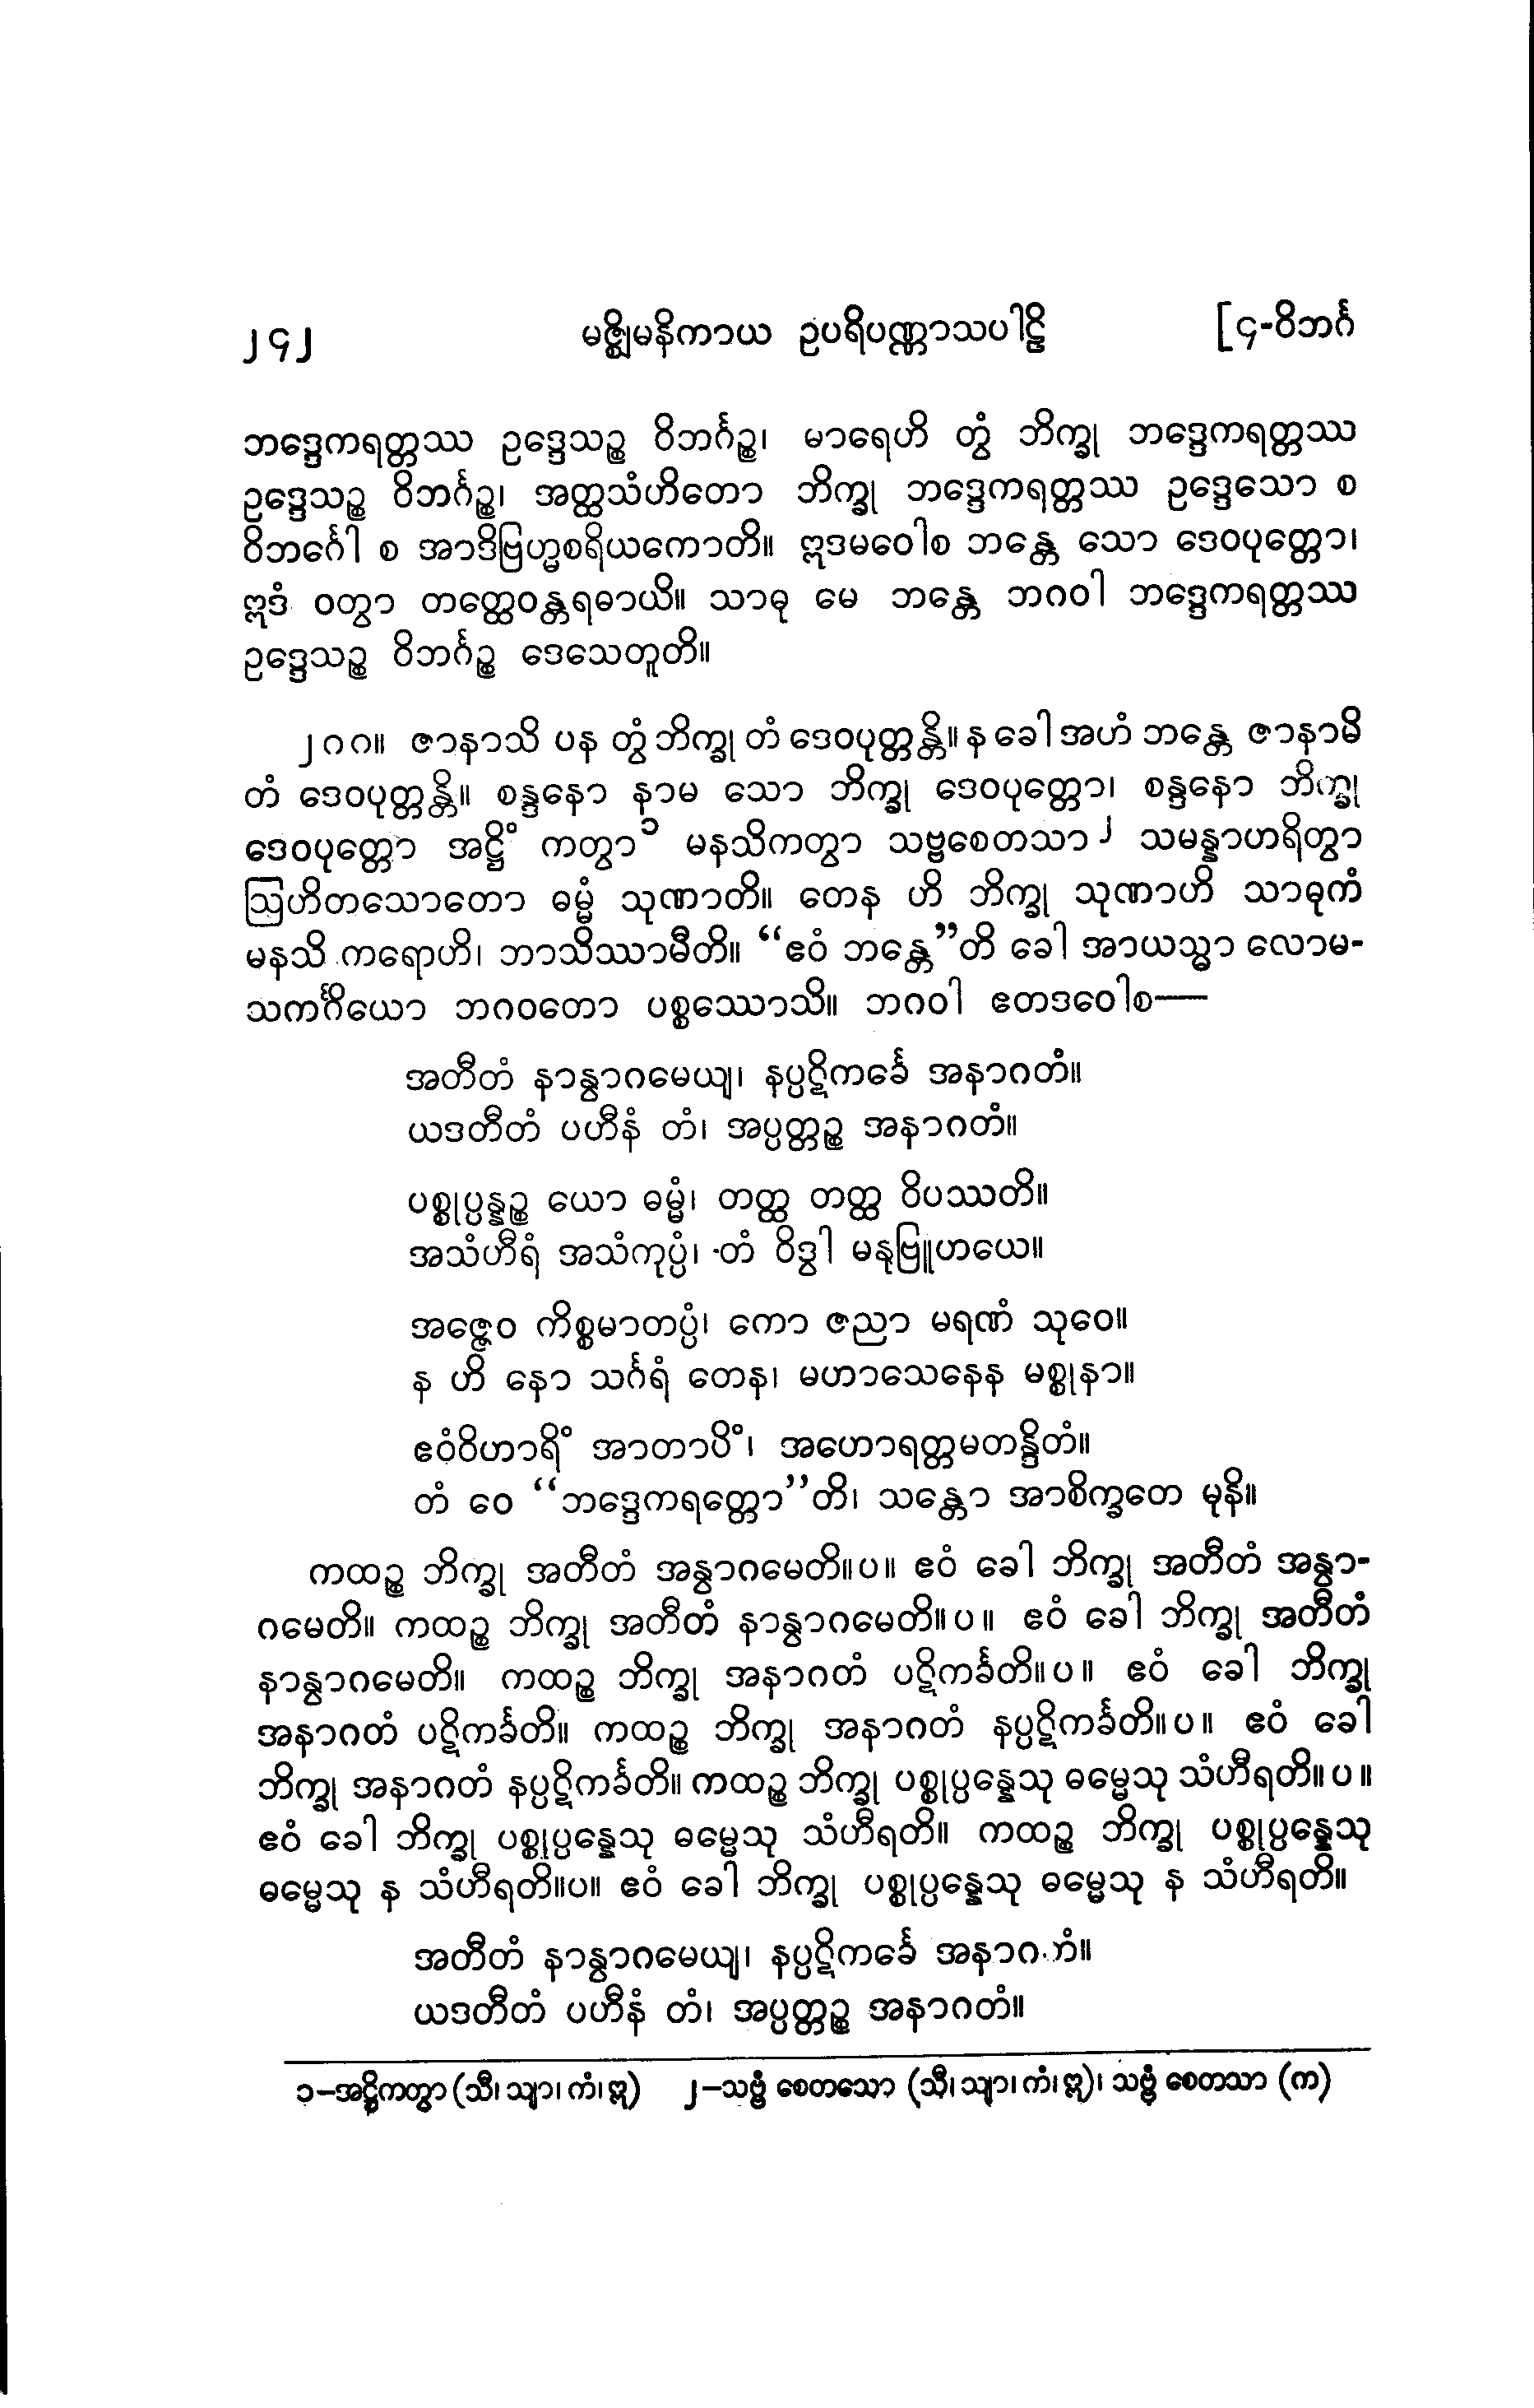 ၂၄၂ မဇ္ဈိမနိကာယ ဥပရိပဏ္ဏာသပါဠိ [၄-ဝိဘင်္ဂ
ဘဒ္ဒေကရတ္တဿ ဥဒ္ဒေသဉ္စ ဝိဘင်္ဂဉ္စ၊ မာရေဟိ တွံ ဘိက္ခု ဘဒ္ဒေကရတ္တဿ
ဥဒ္ဒေသဉ္စ ဝိဘင်္ဂဉ္စ၊ အတ္ထသံဟိတော ဘိက္ခု ဘဒ္ဒေကရတ္တဿ ဥဒ္ဒေသော စ
ဝိဘင်္ဂေါ စ အာဒိဗြဟ္မစရိယကောတိ။ ဣဒမဝေါစ ဘန္တေ သော ဒေဝပုတ္တော၊
ဣဒံ ဝတွာ တတ္ထေဝန္တရဓာယိ။ သာဓု မေ ဘန္တေ ဘဂဝါ ဘဒ္ဒေကရတ္တဿ
ဥဒ္ဒေသဉ္စ ဝိဘင်္ဂဉ္စ ဒေသေတူတိ။
၂၈၈။ ဇာနာသိ ပန တွံ ဘိက္ခု တံ ဒေဝပုတ္တန္တိ။ န ခေါ အဟံ ဘန္တေ ဇာနာမိ
တံ ဒေဝပုတ္တန္တိ။ စန္ဒနော နာမ သော ဘိက္ခု ဒေဝပုတ္တော၊ စန္ဒနော ဘိက္ခု
ဒေဝပုတ္တော အဋ္ဌိံ ကတွာ၁ မနသိကတွာ သဗ္ဗစေတသာ၂ သမန္နာဟရိတွာ
ဩဟိတသောတော ဓမ္မံ သုဏာတိ။ တေန ဟိ ဘိက္ခု သုဏာဟိ သာဓုကံ
မနသိ ကရောဟိ၊ ဘာသိဿာမီတိ။ “ဧဝံ ဘန္တေ”တိ ခေါ အာယသ္မာ လောမ-
သကင်္ဂိယော ဘဂဝတော ပစ္စဿောသိ။ ဘဂဝါ ဧတဒဝေါစ—
အတီတံ နာနွာဂမေယျ၊ နပ္ပဋိကင်္ခေ အနာဂတံ။
ယဒတီတံ ပဟီနံ တံ၊ အပ္ပတ္တဉ္စ အနာဂတံ။
ပစ္စုပ္ပန္နဉ္စ ယော ဓမ္မံ၊ တတ္ထ တတ္ထ ဝိပဿတိ။
အသံဟီရံ အသံကုပ္ပံ၊ တံ ဝိဒွါ မနုဗြူဟယေ။
အဇ္ဇေဝ ကိစ္စမာတပ္ပံ၊ ကော ဇညာ မရဏံ သုဝေ။
န ဟိ နော သင်္ဂရံ တေန၊ မဟာသေနေန မစ္စုနာ။
ဧဝံဝိဟာရိံ အာတာပိံ၊ အဟောရတ္တမတန္ဒိတံ။
တံ ဝေ “ဘဒ္ဒေကရတ္တော”တိ၊ သန္တော အာစိက္ခတေ မုနိ။
ကထဉ္စ ဘိက္ခု အတီတံ အနွာဂမေတိ။ပ။ ဧဝံ ခေါ ဘိက္ခု အတီတံ အနွာ-
ဂမေတိ။ ကထဉ္စ ဘိက္ခု အတီတံ နာနွာဂမေတိ။ပ။ ဧဝံ ခေါ ဘိက္ခု အတီတံ
နာနွာဂမေတိ။ ကထဉ္စ ဘိက္ခု အနာဂတံ ပဋိကင်္ခတိ။ပ။ ဧဝံ ခေါ ဘိက္ခု
အနာဂတံ ပဋိကင်္ခတိ။ ကထဉ္စ ဘိက္ခု အနာဂတံ နပ္ပဋိကင်္ခတိ။ပ။ ဧဝံ ခေါ
ဘိက္ခု အနာဂတံ နပ္ပဋိကင်္ခတိ။ ကထဉ္စ ဘိက္ခု ပစ္စုပ္ပန္နေသု ဓမ္မေသု သံဟီရတိ။ပ။
ဧဝံ ခေါ ဘိက္ခု ပစ္စုပ္ပန္နေသု ဓမ္မေသု သံဟီရတိ။ ကထဉ္စ ဘိက္ခု ပစ္စုပ္ပန္နေသု
ဓမ္မေသု န သံဟီရတိ။ပ။ ဧဝံ ခေါ ဘိက္ခု ပစ္စုပ္ပန္နေသု ဓမ္မေသု န သံဟီရတိ။
အတီတံ နာနွာဂမေယျ၊ နပ္ပဋိကင်္ခေ အနာဂတံ။
ယဒတီတံ ပဟီနံ တံ၊ အပ္ပတ္တဉ္စ အနာဂတံ။
၁–အဋ္ဌိကတွာ (သီ၊ သျာ၊ ကံ၊ ဣ) ၂–သဗ္ဗံ စေတသော (သီ၊ သျာ၊ ကံ၊ ဣ)၊ သဗ္ဗံ စေတသာ (က)